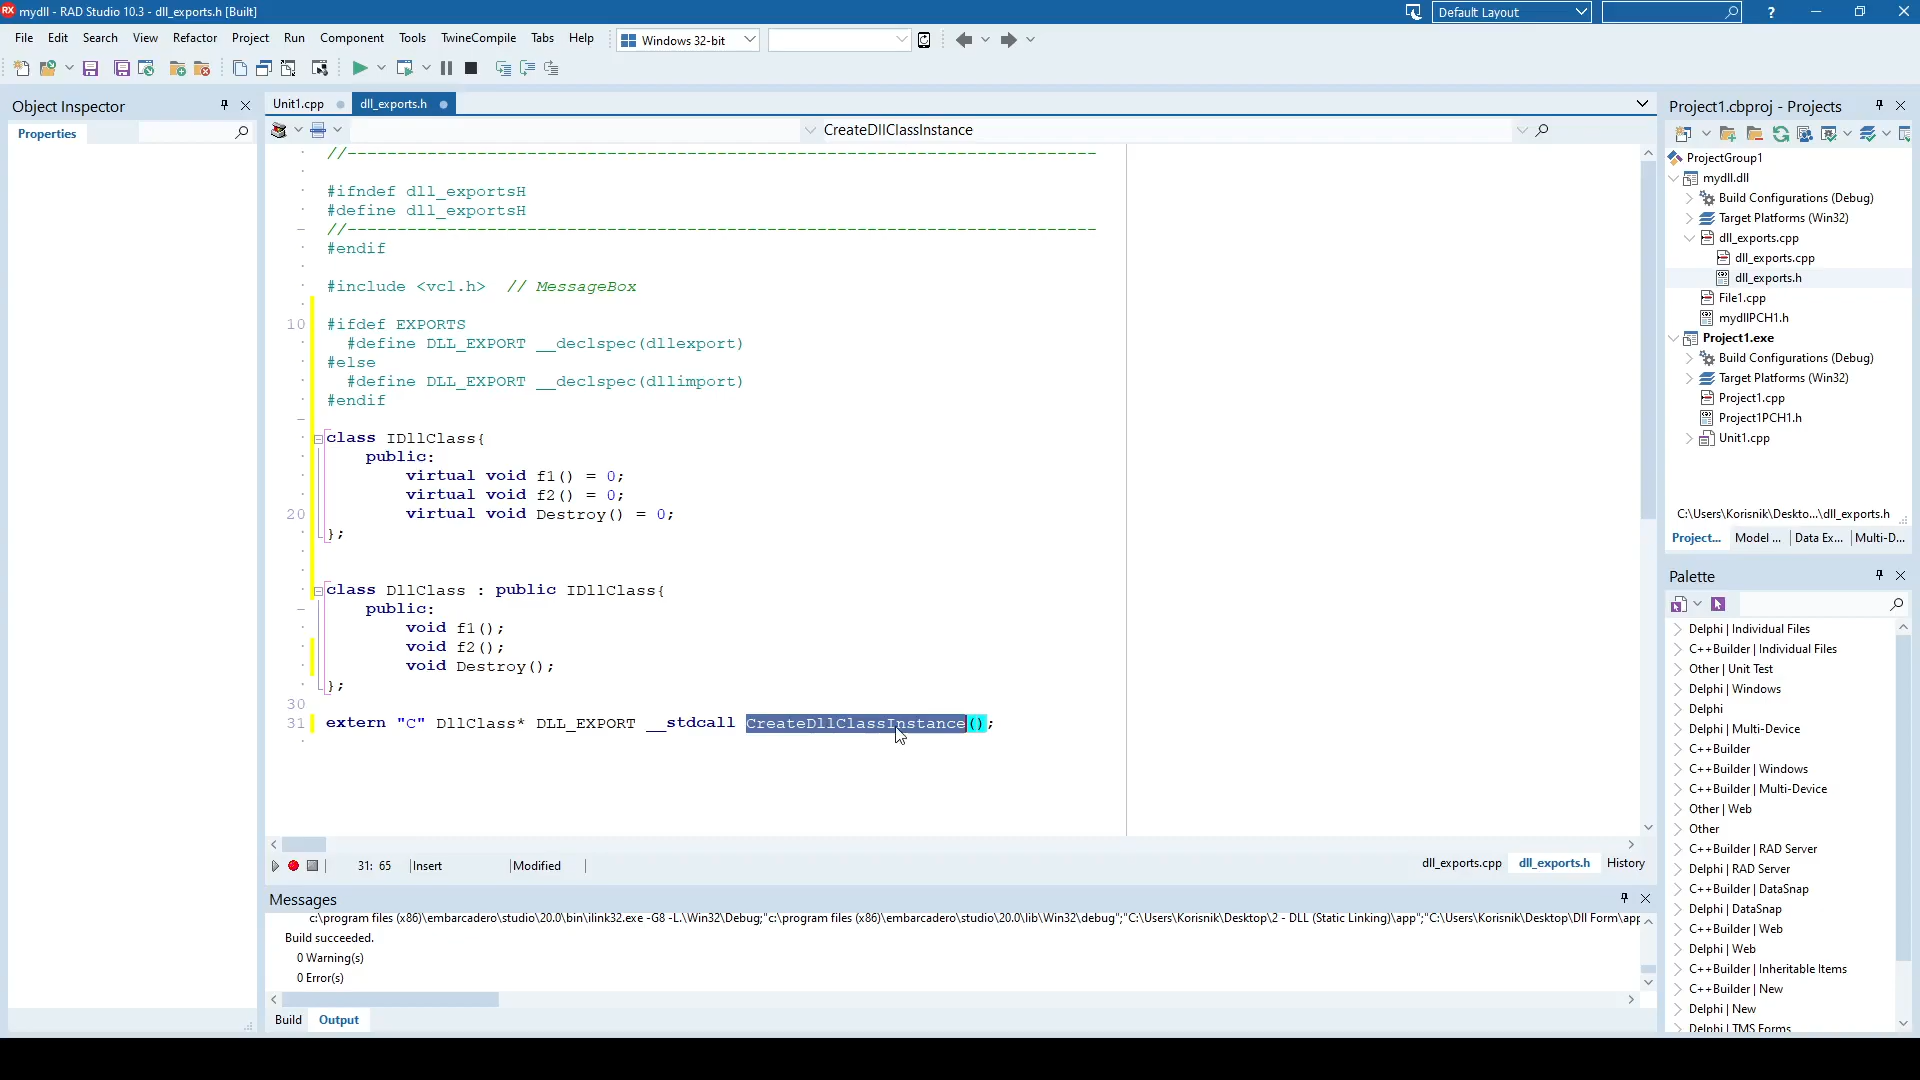 mydll - RAD Studio 10.3 - dll_exports.h [Built]
Default Layout
File Edit Search View Refactor Project Run Component Tools TwineCompile Tabs Help
Windows 32-bit
Object Inspector
Properties
Unit1.cpp
dll_exports.h
CreateDllClassInstance
//---------------------------------------------------------------------------
#ifndef dll_exportsH
#define dll_exportsH
//---------------------------------------------------------------------------
#endif
#include <vcl.h>  // MessageBox
10 #ifdef EXPORTS
#define DLL_EXPORT __declspec(dllexport)
#else
#define DLL_EXPORT __declspec(dllimport)
#endif
class IDllClass{
public:
virtual void f1() = 0;
virtual void f2() = 0;
20 virtual void Destroy() = 0;
};
class DllClass : public IDllClass{
public:
void f1();
void f2();
void Destroy();
};
30
31 extern "C" DllClass* DLL_EXPORT __stdcall CreateDllClassInstance();
31: 65 Insert Modified
dll_exports.cpp dll_exports.h History
Messages
c:\program files (x86)\embarcadero\studio\20.0\bin\ilink32.exe -G8 -L.\Win32\Debug;"c:\program files (x86)\embarcadero\studio\20.0\lib\Win32\debug";"C:\Users\Korisnik\Desktop\2 - DLL (Static Linking)\app";"C:\Users\Korisnik\Desktop\Dll Form\app
Build succeeded.
0 Warning(s)
0 Error(s)
Build Output
Project1.cbproj - Projects
ProjectGroup1
mydll.dll
Build Configurations (Debug)
Target Platforms (Win32)
dll_exports.cpp
dll_exports.cpp
dll_exports.h
File1.cpp
mydllPCH1.h
Project1.exe
Build Configurations (Debug)
Target Platforms (Win32)
Project1.cpp
Project1PCH1.h
Unit1.cpp
C:\Users\Korisnik\Deskto...\dll_exports.h
Project... Model ... Data Ex... Multi-D...
Palette
Delphi | Individual Files
C++Builder | Individual Files
Other | Unit Test
Delphi | Windows
Delphi
Delphi | Multi-Device
C++Builder
C++Builder | Windows
C++Builder | Multi-Device
Other | Web
Other
C++Builder | RAD Server
Delphi | RAD Server
C++Builder | DataSnap
Delphi | DataSnap
C++Builder | Web
Delphi | Web
C++Builder | Inheritable Items
C++Builder | New
Delphi | New
Delphi | TMS Forms